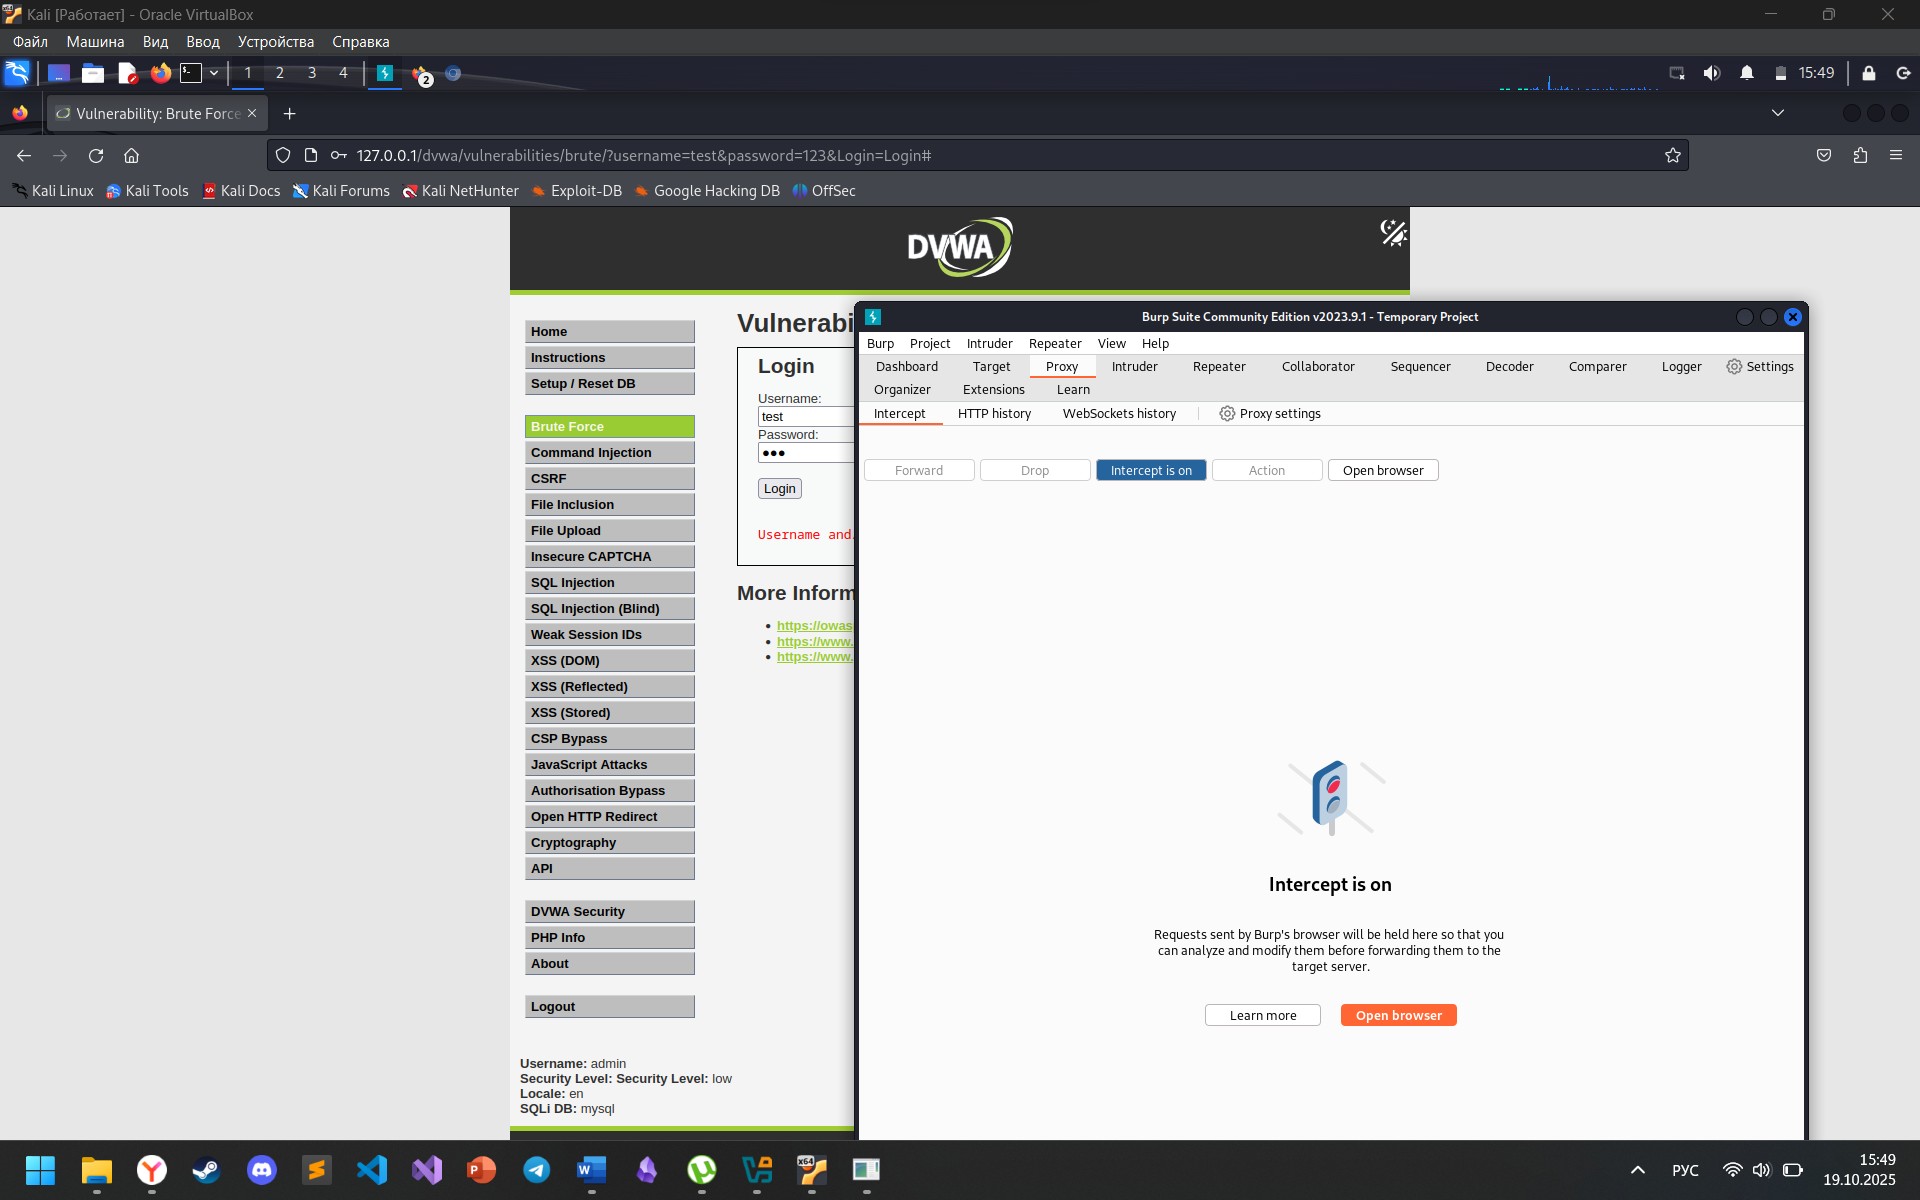 Kali [Работает] - Oracle VirtualBox
Файл Машина Вид Ввод Устройства Справка
1 2 3 4 2 15:49
Vulnerability: Brute Force
127.0.0.1/dvwa/vulnerabilities/brute/?username=test&password=123&Login=Login#
Kali Linux Kali Tools Kali Docs Kali Forums Kali NetHunter Exploit-DB Google Hacking DB OffSec
DVWA
Home
Instructions
Setup / Reset DB
Brute Force
Command Injection
CSRF
File Inclusion
File Upload
Insecure CAPTCHA
SQL Injection
SQL Injection (Blind)
Weak Session IDs
XSS (DOM)
XSS (Reflected)
XSS (Stored)
CSP Bypass
JavaScript Attacks
Authorisation Bypass
Open HTTP Redirect
Cryptography
API
DVWA Security
PHP Info
About
Logout
Username: admin
Security Level: Security Level: low
Locale: en
SQLi DB: mysql
Vulnerabi
Login
Username:
test
Password:
●●●
Login
Username and
More Inform
https://owas
https://www.
https://www.
Burp Suite Community Edition v2023.9.1 - Temporary Project
Burp Project Intruder Repeater View Help
Dashboard Target Proxy Intruder Repeater Collaborator Sequencer Decoder Comparer Logger Settings
Organizer Extensions Learn
Intercept HTTP history WebSockets history Proxy settings
Forward Drop Intercept is on Action Open browser
Intercept is on
Requests sent by Burp's browser will be held here so that you
can analyze and modify them before forwarding them to the
target server.
Learn more Open browser
x64
РУС
15:49
19.10.2025